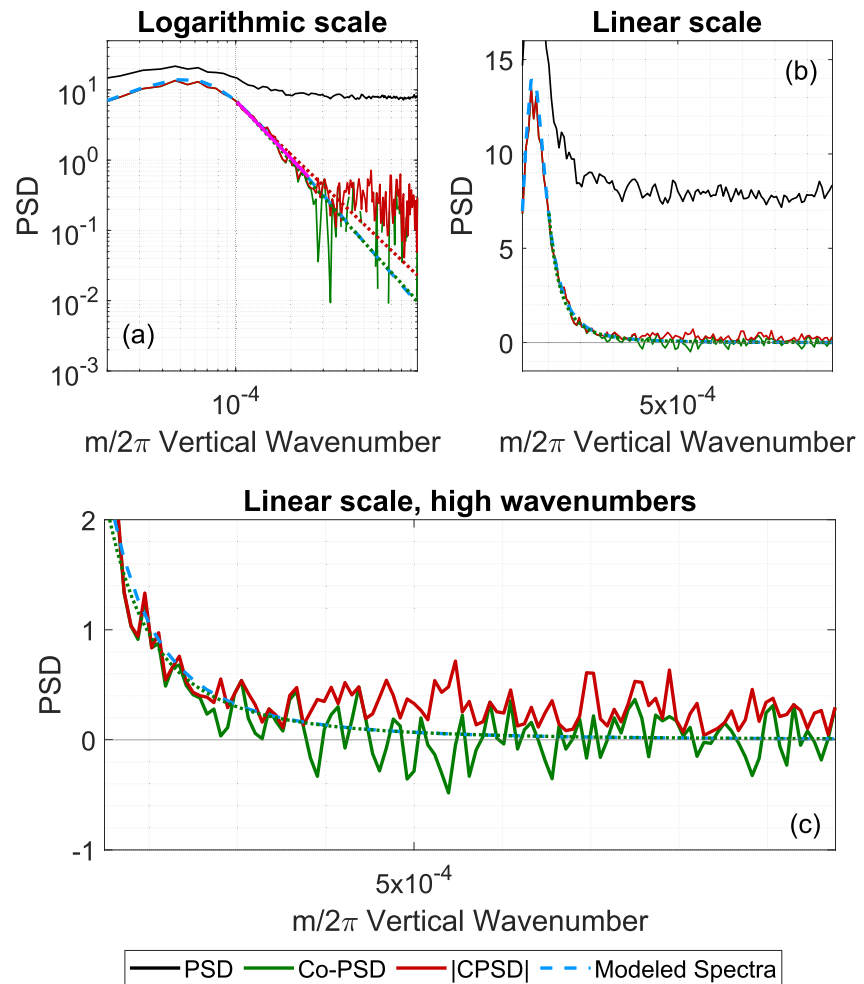 Logarithmic scale
PSD
10^1
10^0
10^-1
10^-2
10^-3
(a)
10^-4
m/2π Vertical Wavenumber
Linear scale
PSD
15
10
5
0
(b)
5x10^-4
m/2π Vertical Wavenumber
Linear scale, high wavenumbers
PSD
2
1
0
-1
(c)
5x10^-4
m/2π Vertical Wavenumber
PSD Co-PSD |CPSD| Modeled Spectra